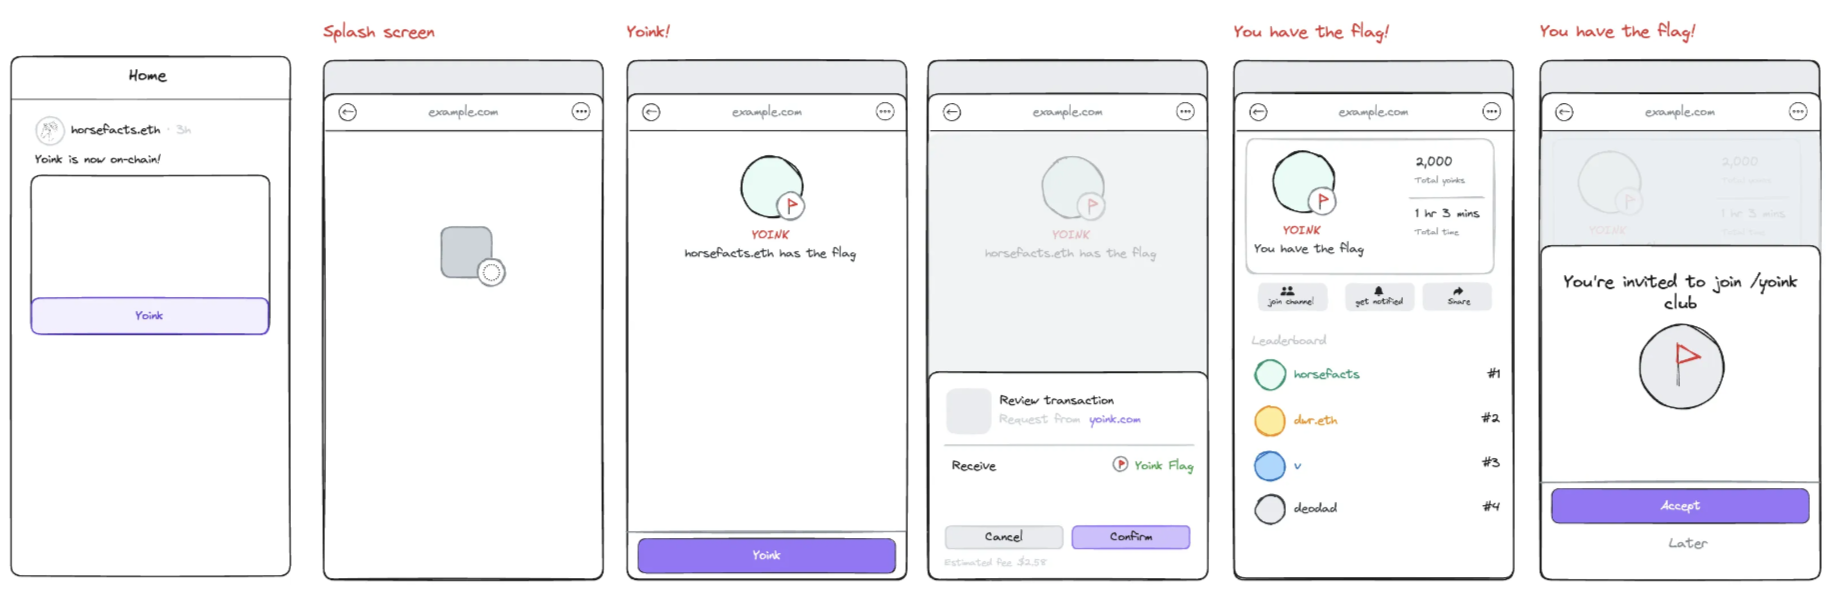 Home
horsefacts.eth · 3h
Yoink is now on-chain!
Yoink
Splash screen
example.com
Yoink!
example.com
YOINK
horsefacts.eth has the flag
Yoink
example.com
YOINK
horsefacts.eth has the flag
Review transaction
Request from yoink.com
Receive
Yoink Flag
Cancel
Confirm
Estimated fee $2.58
You have the flag!
example.com
2,000
Total yoinks
1 hr 3 mins
Total time
YOINK
You have the flag
join channel
get notified
Share
Leaderboard
horsefacts #1
dwr.eth #2
v #3
deodad #4
You have the flag!
example.com
2,000
1 hr 3 mins
Total time
YOINK
You're invited to join /yoink
club
Accept
Later